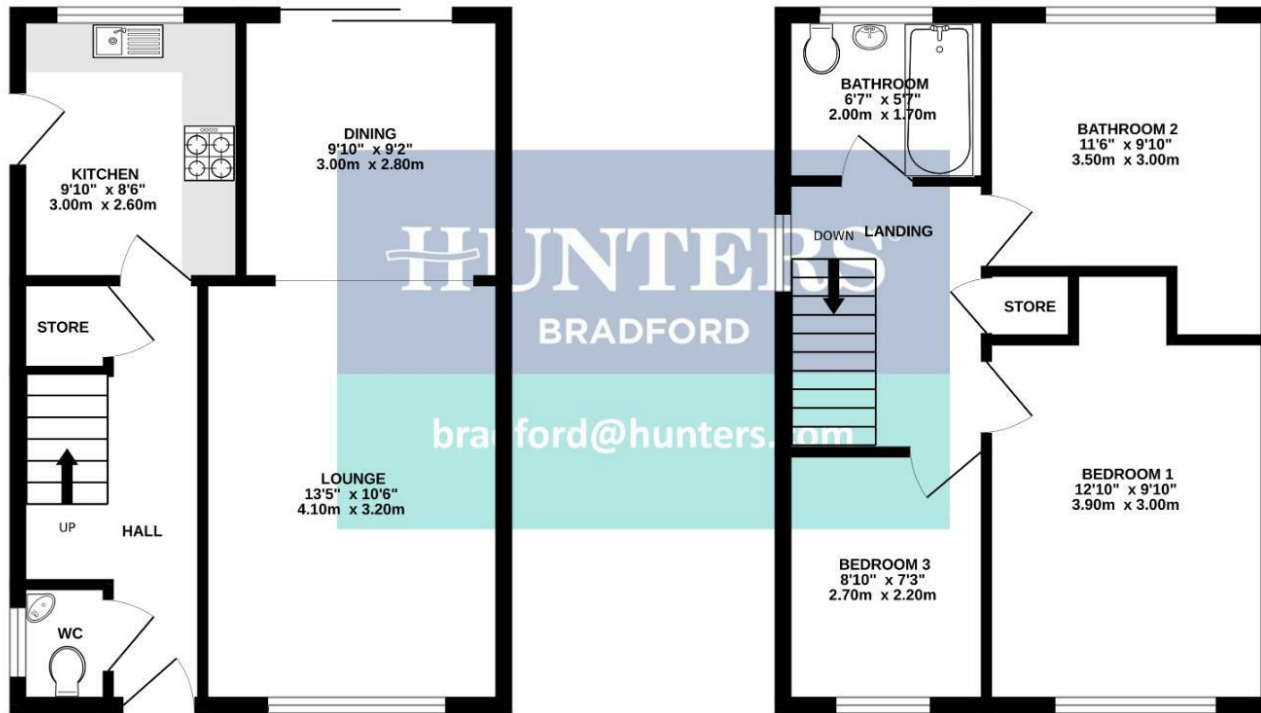 KITCHEN
9'10" x 8'6"
3.00m x 2.60m
DINING
9'10" x 9'2"
3.00m x 2.80m
STORE
UP
HALL
WC
LOUNGE
13'5" x 10'6"
4.10m x 3.20m
HUNTERS
BRADFORD
bradford@hunters.com
BATHROOM
6'7" x 5'7"
2.00m x 1.70m
BATHROOM 2
11'6" x 9'10"
3.50m x 3.00m
DOWN
LANDING
STORE
BEDROOM 1
12'10" x 9'10"
3.90m x 3.00m
BEDROOM 3
8'10" x 7'3"
2.70m x 2.20m